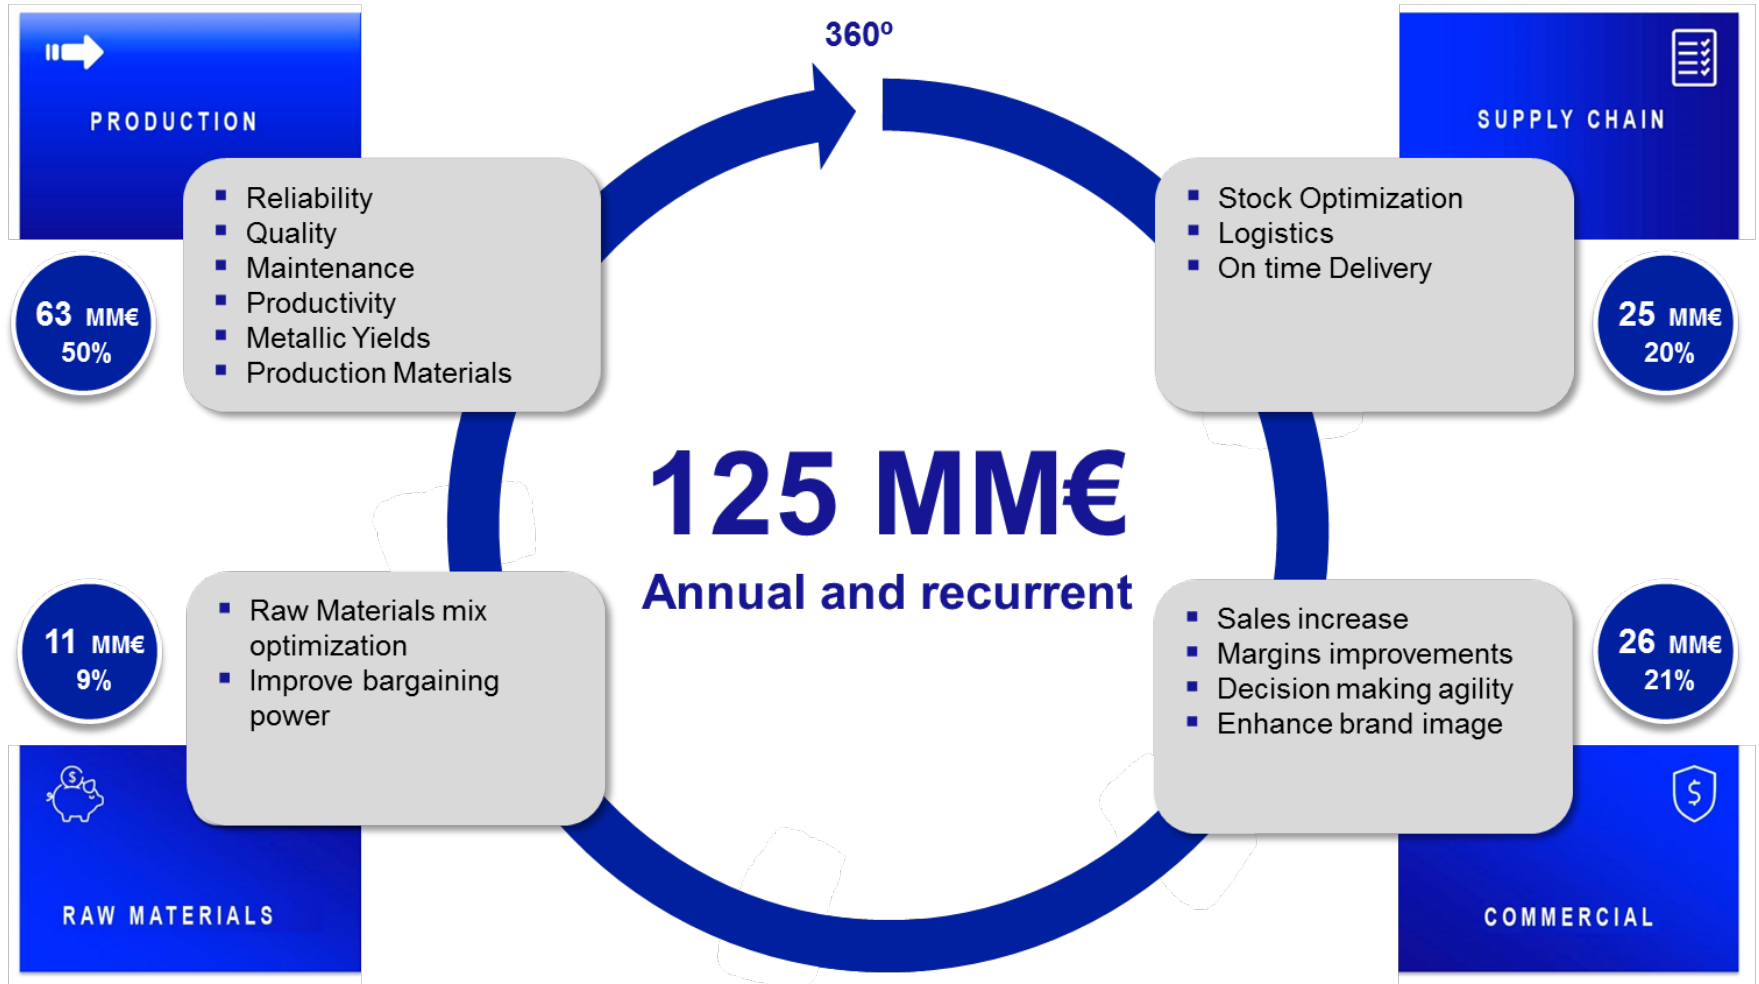 360º
PRODUCTION
Reliability
Quality
Maintenance
Productivity
Metallic Yields
Production Materials
63 MM€
50%
SUPPLY CHAIN
Stock Optimization
Logistics
On time Delivery
25 MM€
20%
125 MM€
Annual and recurrent
11 MM€
9%
Raw Materials mix
optimization
Improve bargaining
power
RAW MATERIALS
Sales increase
Margins improvements
Decision making agility
Enhance brand image
26 MM€
21%
COMMERCIAL